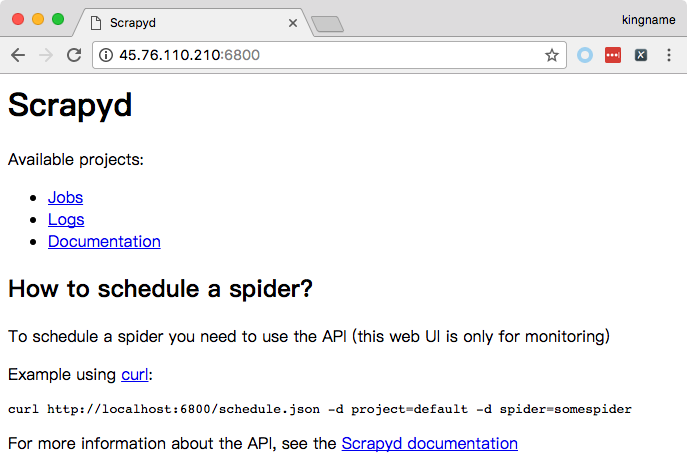 Scrapyd
kingname
45.76.110.210:6800
Scrapyd
Available projects:
Jobs
Logs
Documentation
How to schedule a spider?
To schedule a spider you need to use the API (this web UI is only for monitoring)
Example using curl:
curl http://localhost:6800/schedule.json -d project=default -d spider=somespider
For more information about the API, see the Scrapyd documentation